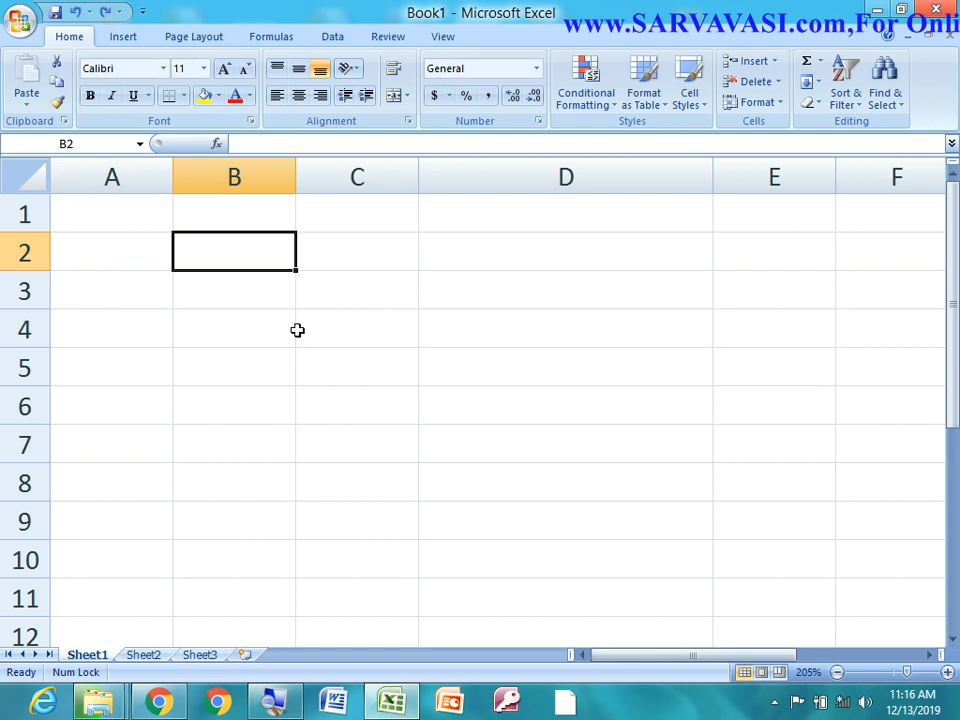 Book1 - Microsoft Excel
www.SARVAVASI.com,For Onli
Home Insert Page Layout Formulas Data Review View
Calibri 11 General
Paste
B I U $ % ,
Conditional Formatting
Format as Table
Cell Styles
Insert
Delete
Format
Σ
Sort & Filter
Find & Select
Clipboard Font Alignment Number Styles Cells Editing
B2 fx
A B C D E F
1
2
3
4
5
6
7
8
9
10
11
12
Sheet1 Sheet2 Sheet3
Ready Num Lock 205%
11:16 AM
12/13/2019